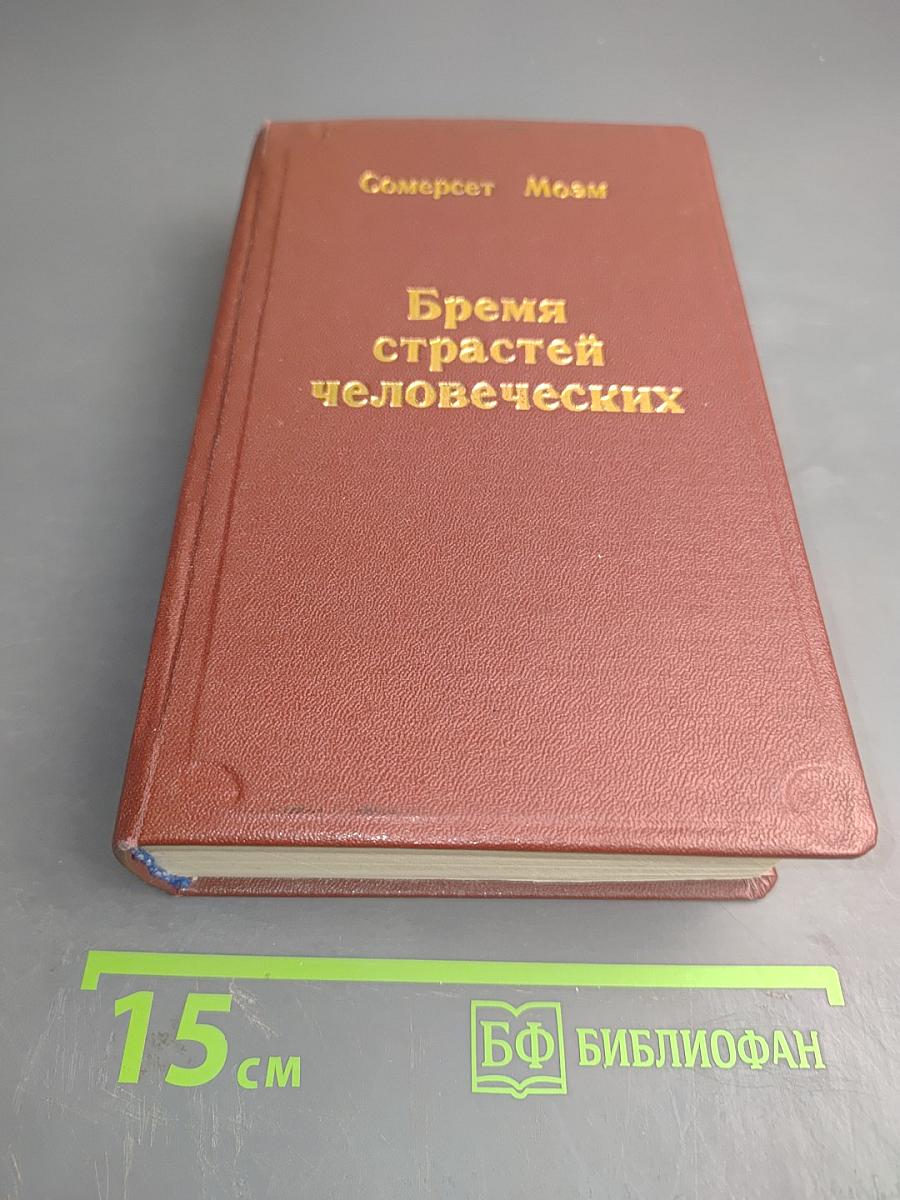 Сомерсет Моэм
Бремя
страстей
человеческих
15 см
БФ БИБЛИОФАН